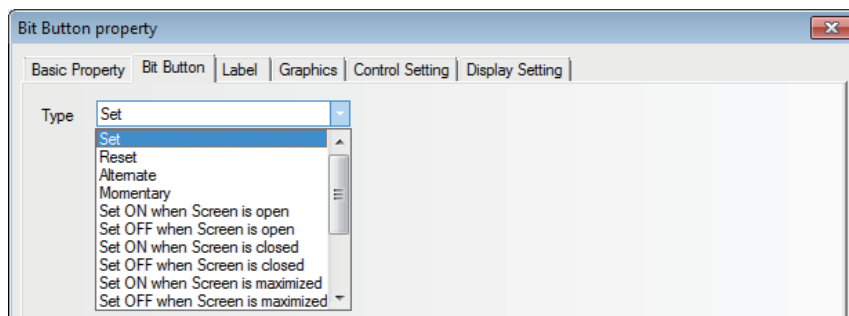 Bit Button property
Basic Property Bit Button Label Graphics Control Setting Display Setting
Type Set
Set
Reset
Alternate
Momentary
Set ON when Screen is open
Set OFF when Screen is open
Set ON when Screen is closed
Set OFF when Screen is closed
Set ON when Screen is maximized
Set OFF when Screen is maximized